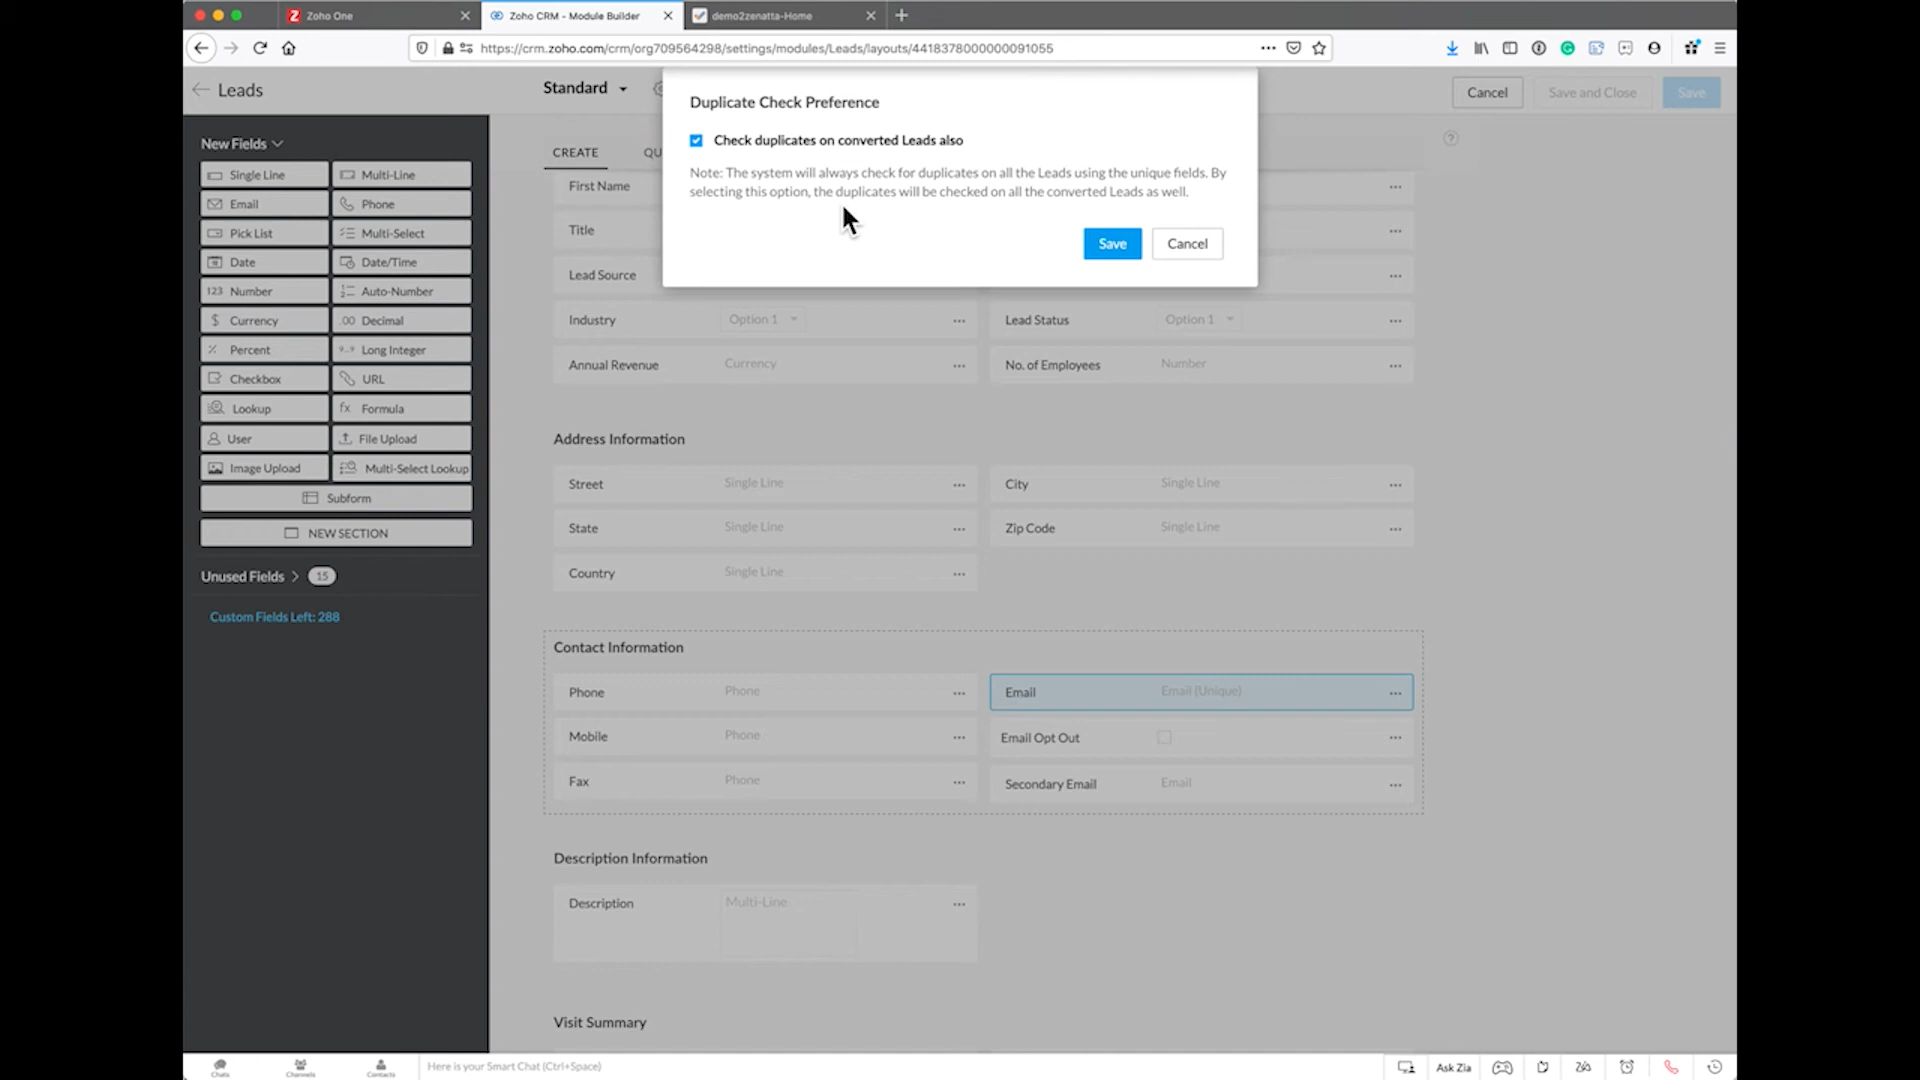 Zoho One
Zoho CRM - Module Builder
demo2zenatta-Home
https://crm.zoho.com/crm/org709564298/settings/modules/Leads/layouts/4418378000000091055
Leads
Standard
Cancel
Save and Close
Save
Duplicate Check Preference
Check duplicates on converted Leads also
Note: The system will always check for duplicates on all the Leads using the unique fields. By
selecting this option, the duplicates will be checked on all the converted Leads as well.
Save
Cancel
New Fields
Single Line
Multi-Line
Email
Phone
Pick List
Multi-Select
Date
Date/Time
123 Number
Auto-Number
$ Currency
.00 Decimal
% Percent
Long Integer
Checkbox
URL
Lookup
fx Formula
User
File Upload
Image Upload
Multi-Select Lookup
Subform
NEW SECTION
Unused Fields 15
Custom Fields Left: 288
CREATE
QU
First Name
Title
Lead Source
Industry
Option 1
Lead Status
Option 1
Annual Revenue
Currency
No. of Employees
Number
Address Information
Street
Single Line
City
Single Line
State
Single Line
Zip Code
Single Line
Country
Single Line
Contact Information
Phone
Phone
Email
Email (Unique)
Mobile
Phone
Email Opt Out
Fax
Phone
Secondary Email
Email
Description Information
Description
Multi-Line
Visit Summary
Chats
Channels
Contacts
Here is your Smart Chat (Ctrl+Space)
Ask Zia